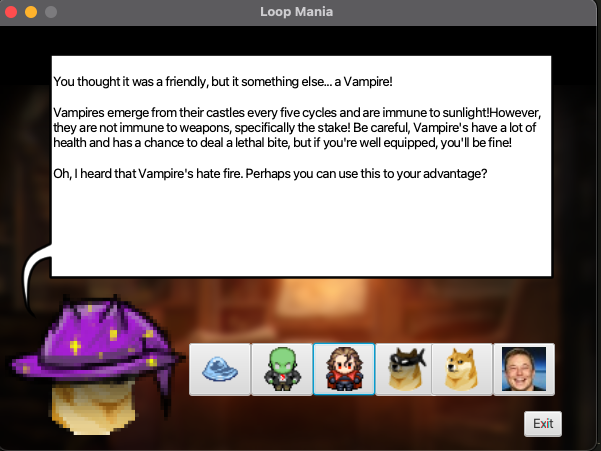 Loop Mania
You thought it was a friendly, but it something else... a Vampire!
Vampires emerge from their castles every five cycles and are immune to sunlight!However,
they are not immune to weapons, specifically the stake! Be careful, Vampire's have a lot of
health and has a chance to deal a lethal bite, but if you're well equipped, you'll be fine!
Oh, I heard that Vampire's hate fire. Perhaps you can use this to your advantage?
Exit